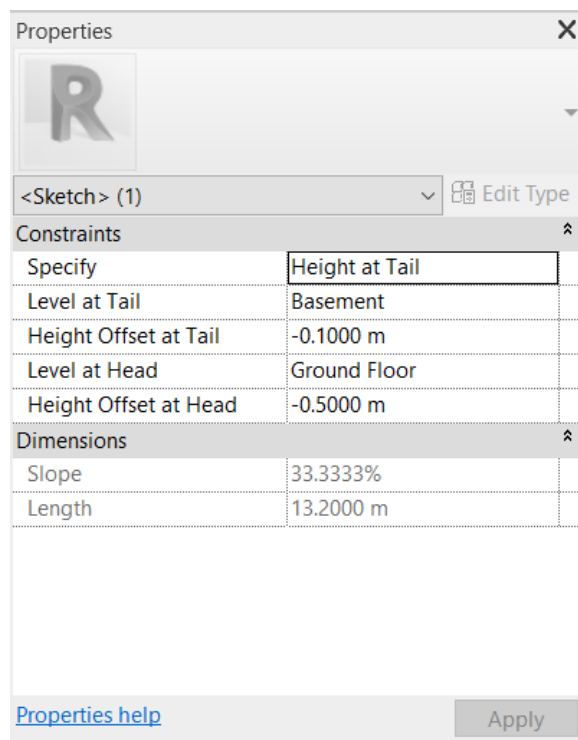 Properties
R
<Sketch> (1) Edit Type
Constraints
Specify Height at Tail
Level at Tail Basement
Height Offset at Tail -0.1000 m
Level at Head Ground Floor
Height Offset at Head -0.5000 m
Dimensions
Slope 33.3333%
Length 13.2000 m
Properties help Apply